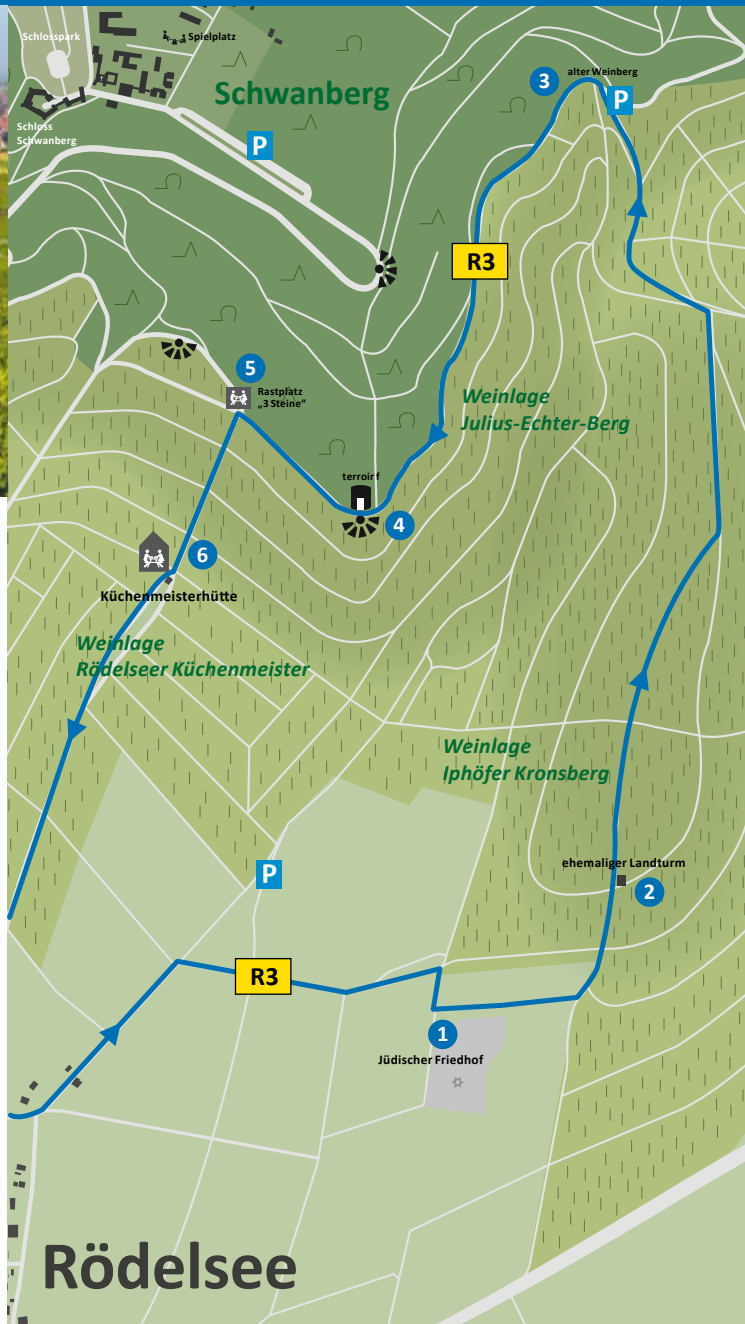 Schlosspark
Spielplatz
Schloss
Schwanberg
Schwanberg
P
3
alter Weinberg
P
R3
5
Rastplatz
„3 Steine“
Weinlage
Julius-Echter-Berg
terroir f
4
6
Küchenmeisterhütte
Weinlage
Rödelseer Küchenmeister
Weinlage
Iphöfer Kronsberg
P
ehemaliger Landturm
2
R3
1
Jüdischer Friedhof
Rödelsee